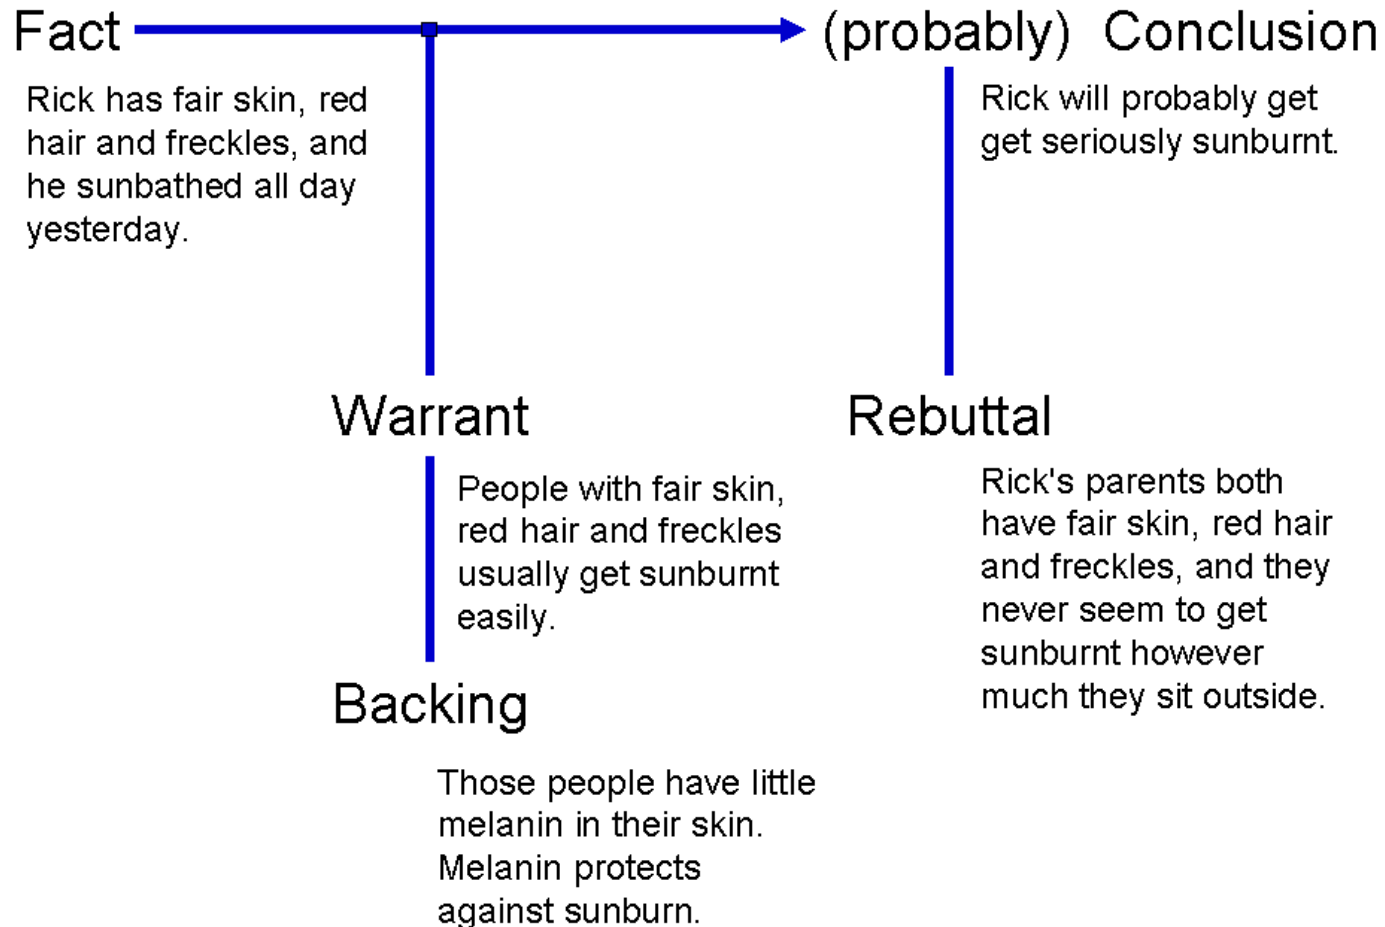 Fact
(probably) Conclusion
Rick has fair skin, red
hair and freckles, and
he sunbathed all day
yesterday.
Rick will probably get
get seriously sunburnt.
Warrant
People with fair skin,
red hair and freckles
usually get sunburnt
easily.
Rebuttal
Rick's parents both
have fair skin, red hair
and freckles, and they
never seem to get
sunburnt however
much they sit outside.
Backing
Those people have little
melanin in their skin.
Melanin protects
against sunburn.